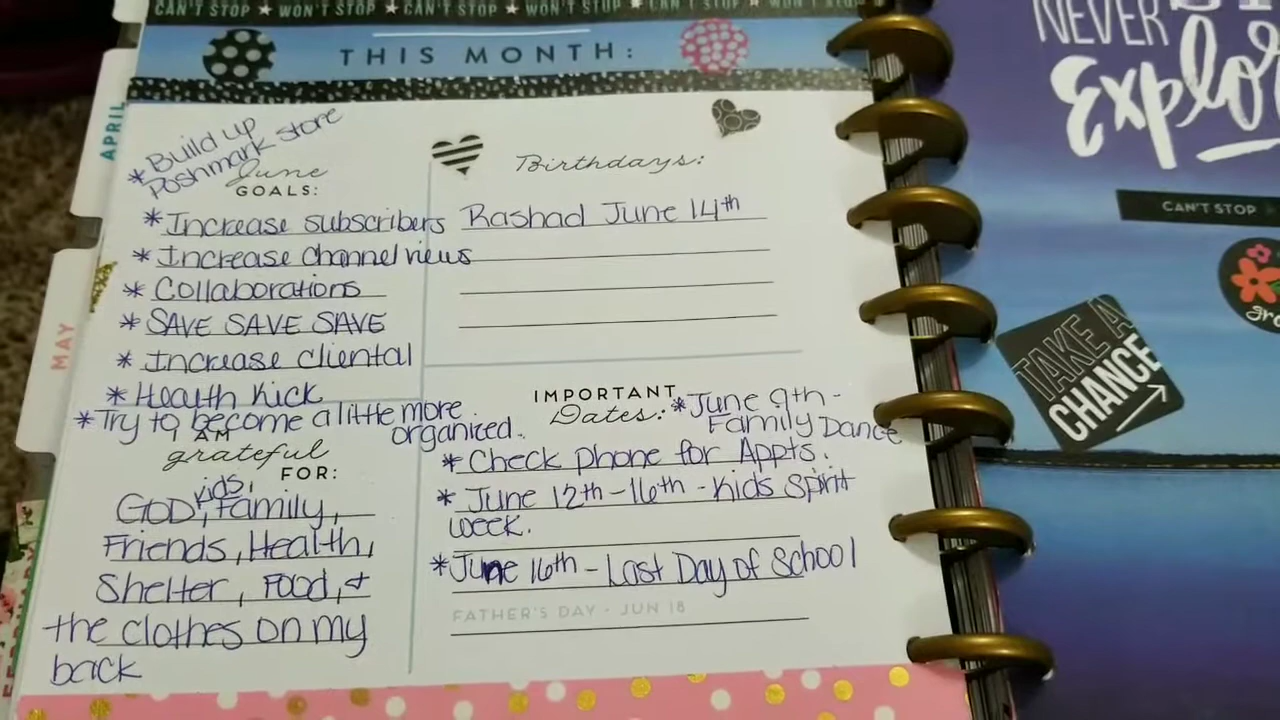 CAN'T STOP ★ WON'T STOP ★ CAN'T STOP ★ WON'T STOP ★ CAN'T STOP ★ WON'T STOP
THIS MONTH:
APRIL
MAY
* Build up
Poshmark store
June
GOALS:
* Increase subscribers
* Increase Channel views
* Collaborations
* SAVE SAVE SAVE
* Increase cliental
* Health Kick
* Try to become a little more
organized.
Birthdays:
Rashad June 14th
I AM
grateful
FOR:
kids,
GOD, Family,
Friends, Health,
Shelter, Food, &
the clothes on my
back
IMPORTANT
Dates:
* June 9th -
Family Dance
* Check phone for Appts.
* June 12th - 16th - Kids Spirit
week.
* June 16th - Last Day of School
FATHER'S DAY - JUN 18
NEVER
Explor
CAN'T STOP
TAKE A
CHANCE